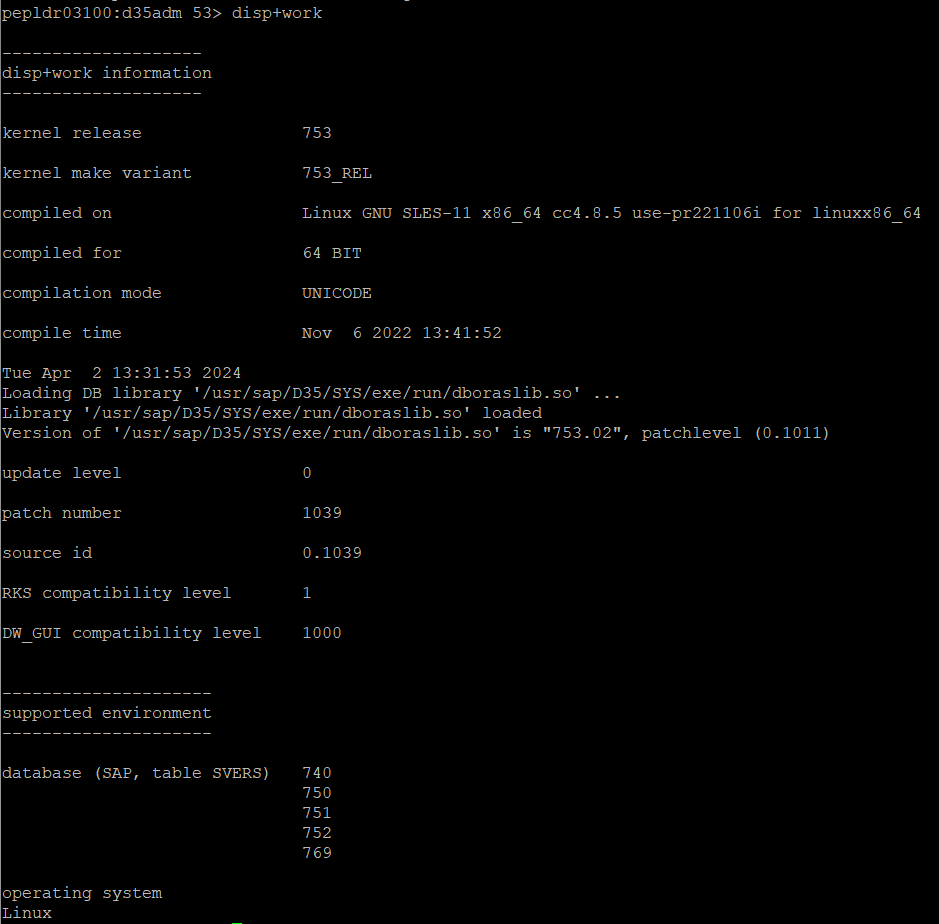 pepldr03100:d35adm 53> disp+work
--------------------
disp+work information
--------------------
kernel release                753
kernel make variant           753_REL
compiled on                   Linux GNU SLES-11 x86_64 cc4.8.5 use-pr221106i for linuxx86_64
compiled for                  64 BIT
compilation mode              UNICODE
compile time                  Nov  6 2022 13:41:52
Tue Apr  2 13:31:53 2024
Loading DB library '/usr/sap/D35/SYS/exe/run/dboraslib.so' ...
Library '/usr/sap/D35/SYS/exe/run/dboraslib.so' loaded
Version of '/usr/sap/D35/SYS/exe/run/dboraslib.so' is "753.02", patchlevel (0.1011)
update level                  0
patch number                  1039
source id                     0.1039
RKS compatibility level       1
DW_GUI compatibility level    1000
---------------------
supported environment
---------------------
database (SAP, table SVERS)   740
                              750
                              751
                              752
                              769
operating system
Linux